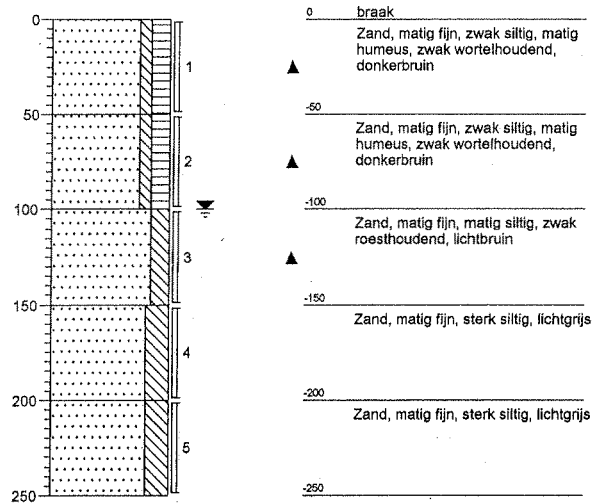 0
50
100
150
200
250
1
2
3
4
5
0 braak
Zand, matig fijn, zwak siltig, matig
humeus, zwak wortelhoudend,
donkerbruin
-50
Zand, matig fijn, zwak siltig, matig
humeus, zwak wortelhoudend,
donkerbruin
-100
Zand, matig fijn, matig siltig, zwak
roesthoudend, lichtbruin
-150
Zand, matig fijn, sterk siltig, lichtgrijs
-200
Zand, matig fijn, sterk siltig, lichtgrijs
-250